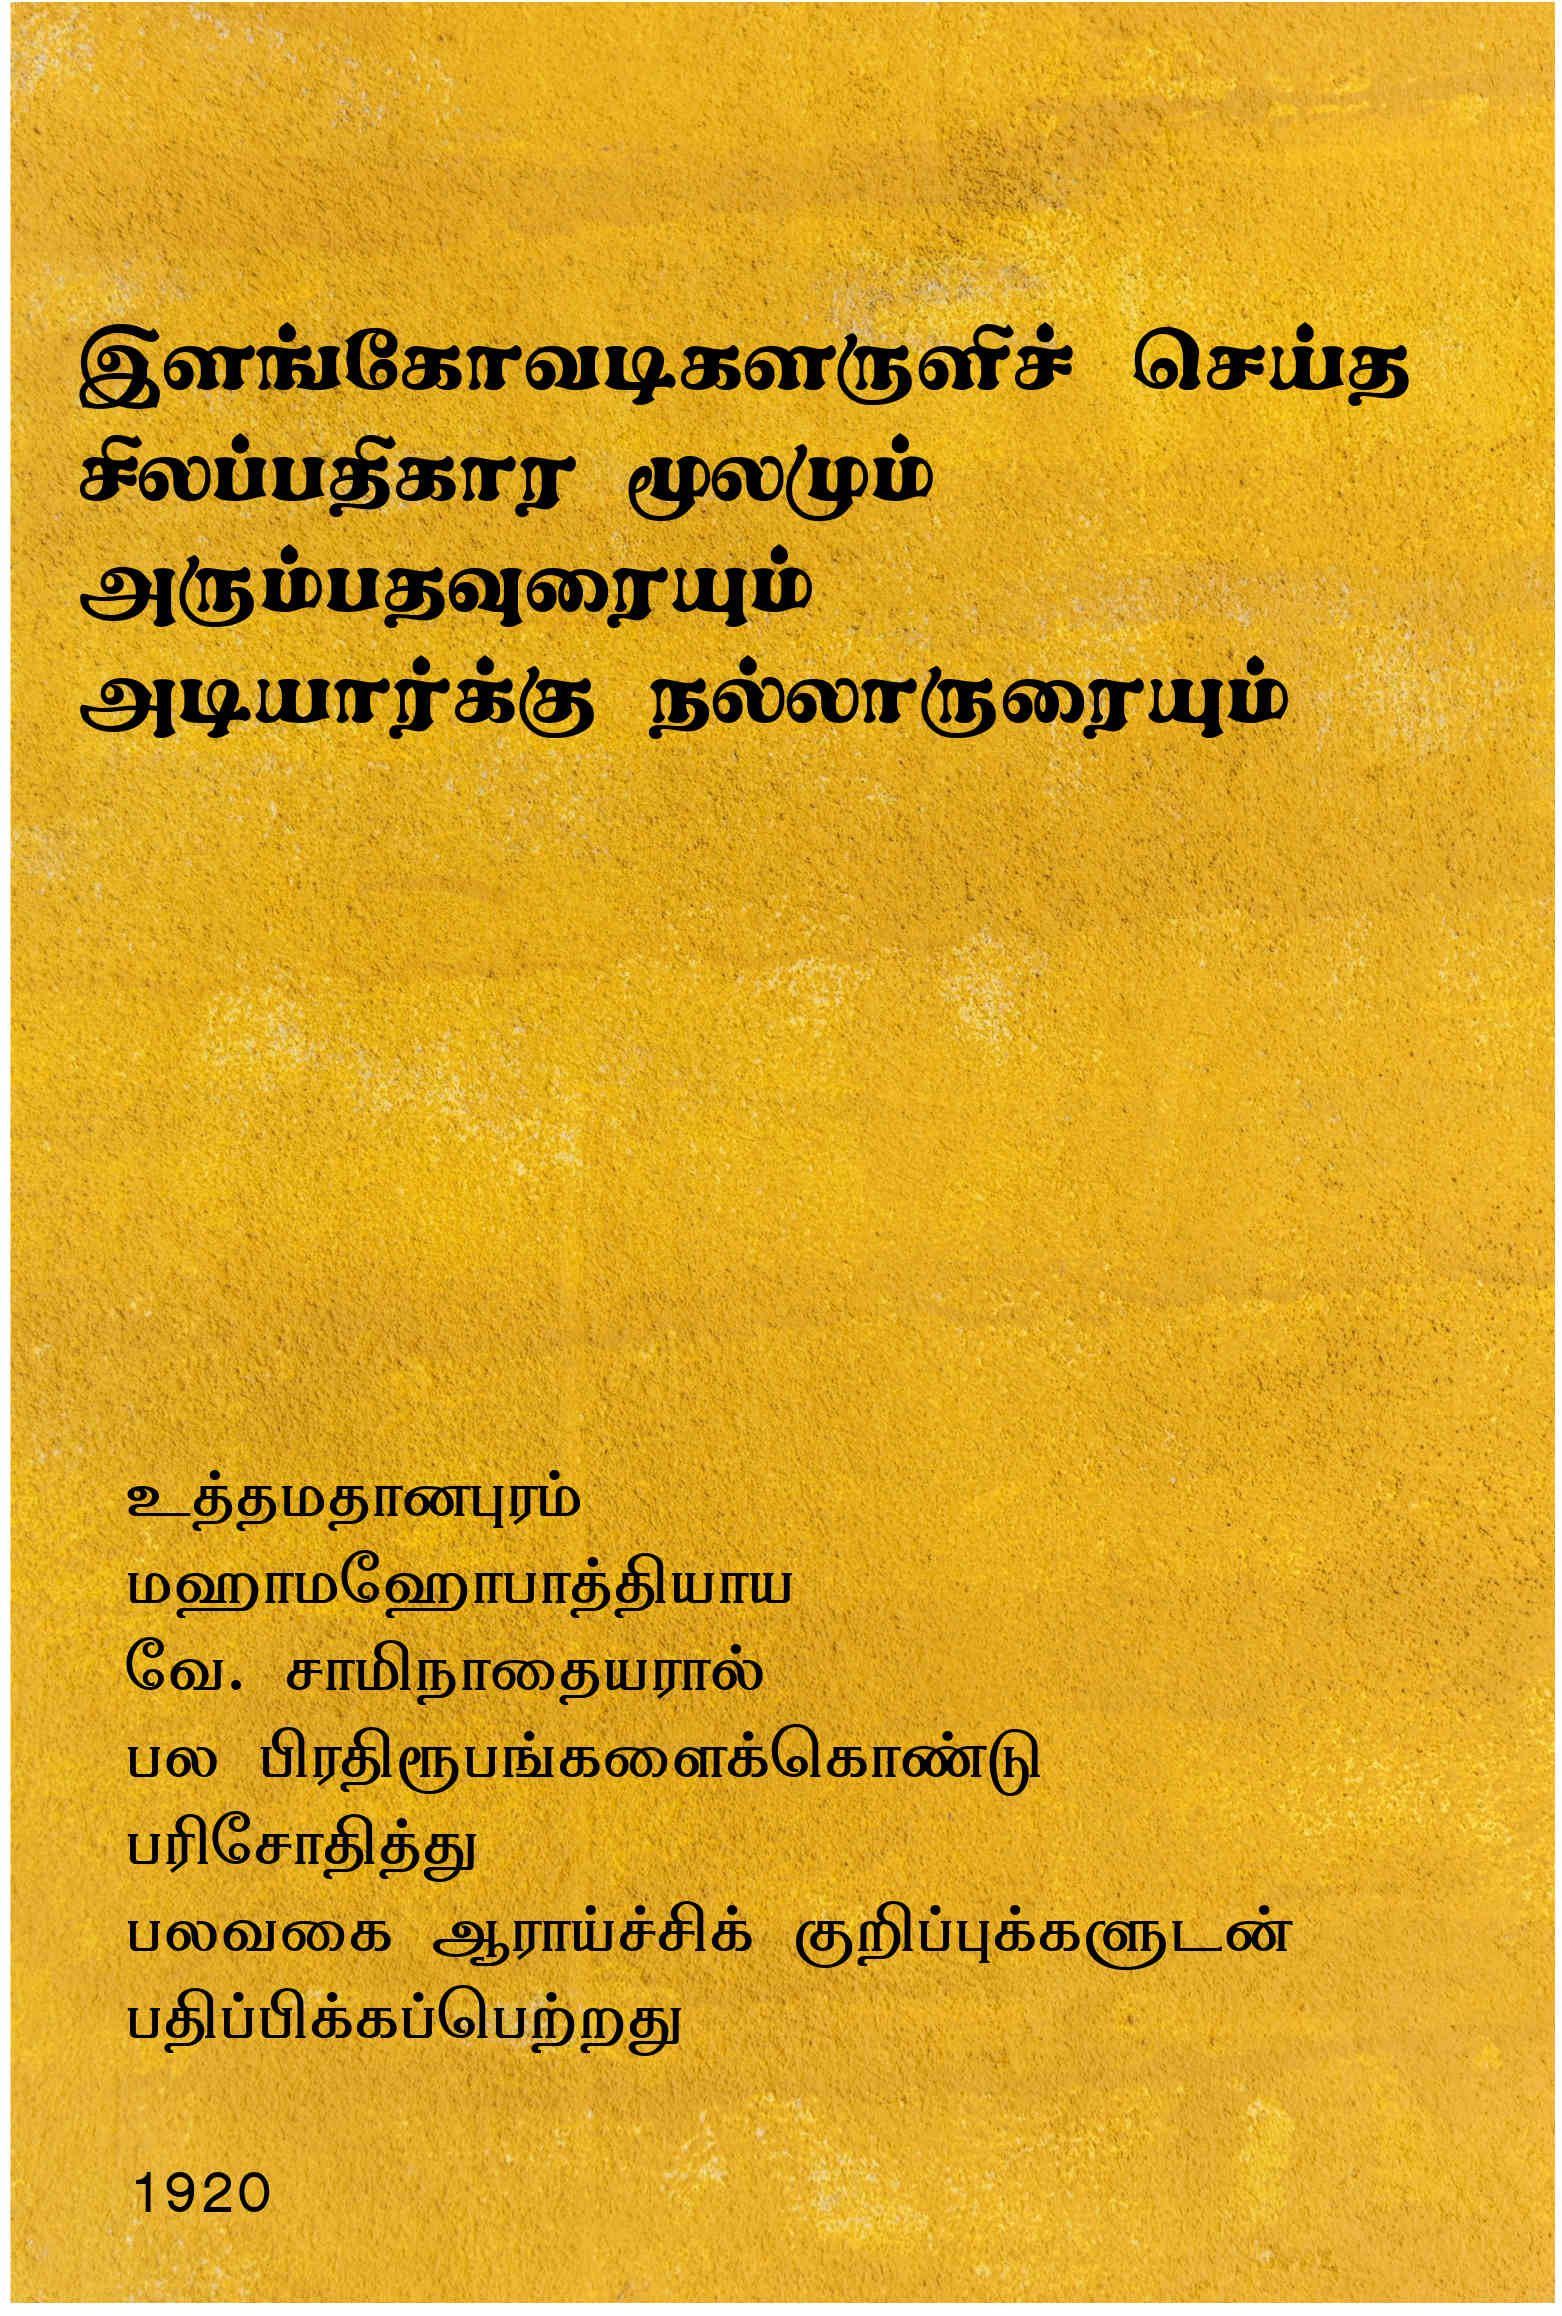 இளங்கோவடிகளருளிச் செய்த
சிலப்பதிகார மூலமும்
அரும்பதவுரையும்
அடியார்க்கு நல்லாருரையும்
உத்தமதாணபுரம்
மஹாமஹோபாத்தியாய
வே. சாமிநாதையரால்
பல பிரதிரூபங்களைக்கொண்டு
பரிசோதித்து
பலவகை ஆராய்ச்சிக் குறிப்புக்களுடன்
பதிப்பிக்கப்பெற்றது
1920